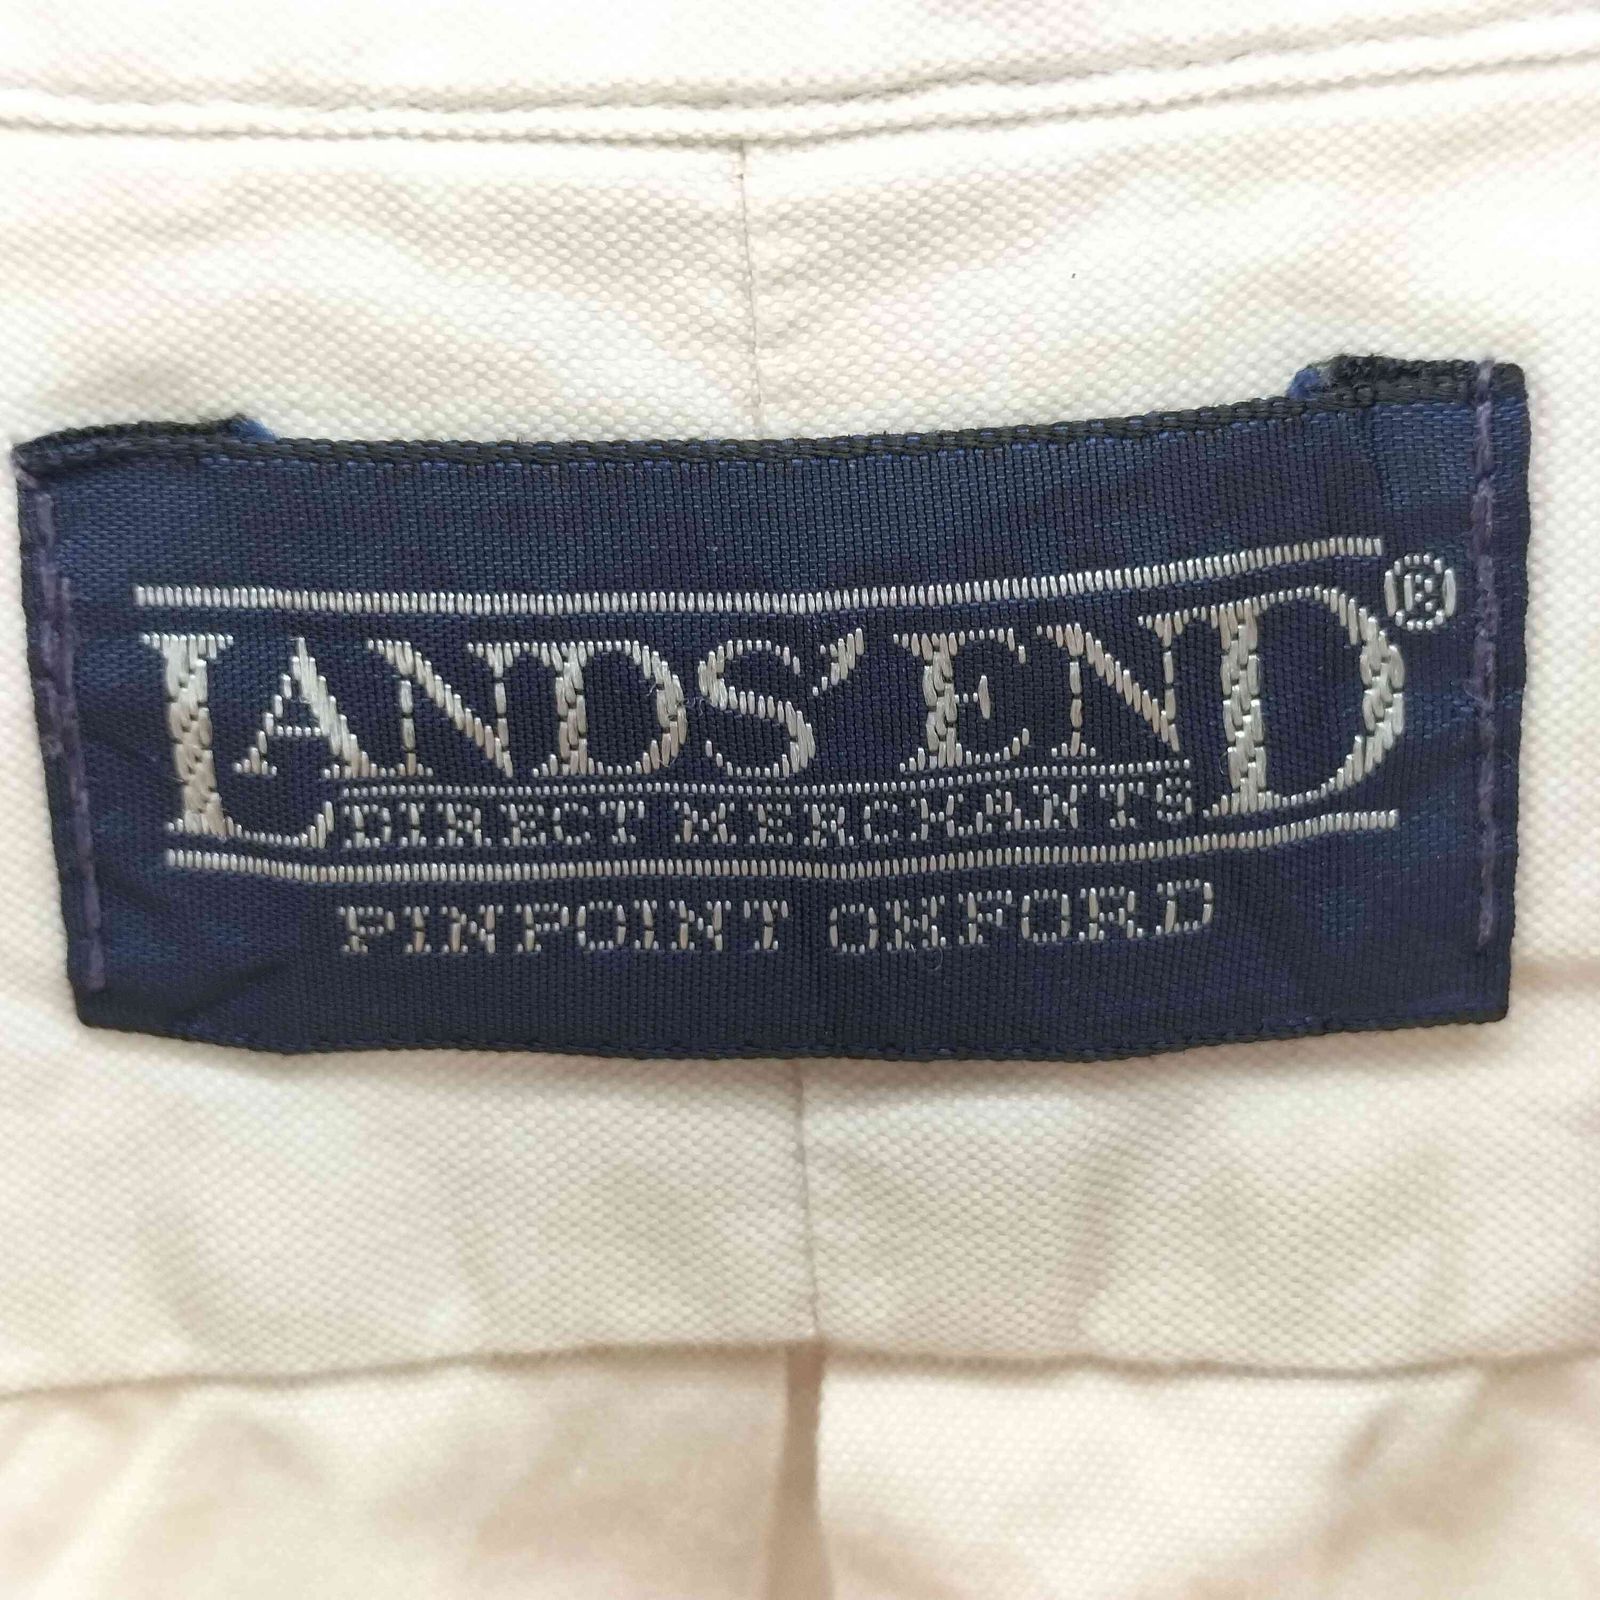 LANDS' END®
DIRECT MERCHANTS
PINPOINT OXFORD